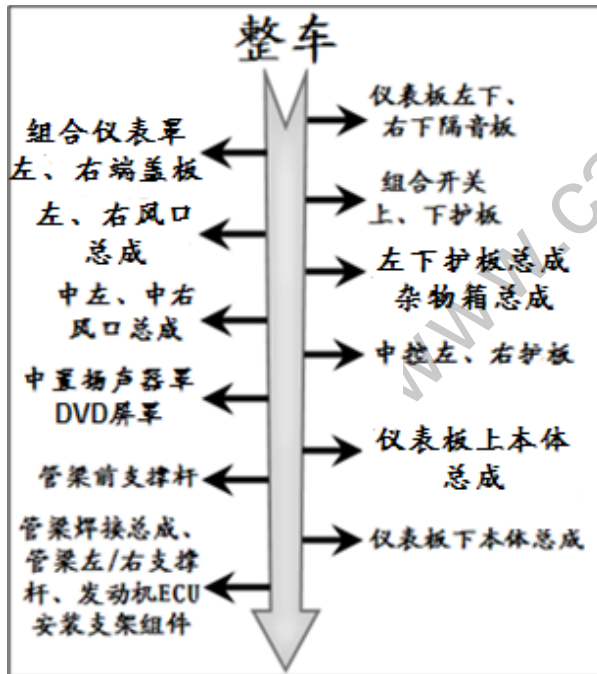 整车
仪表板左下、
右下隔音板
组合仪表罩
左、右端盖板
组合开关
上、下护板
左、右风口
总成
左下护板总成
杂物箱总成
中左、中右
风口总成
中控左、右护板
中置扬声器罩
DVD屏罩
仪表板上本体
总成
管梁前支撑杆
仪表板下本体总成
管梁焊接总成、
管梁左/右支撑
杆、发动机ECU
安装支架组件
www.ca